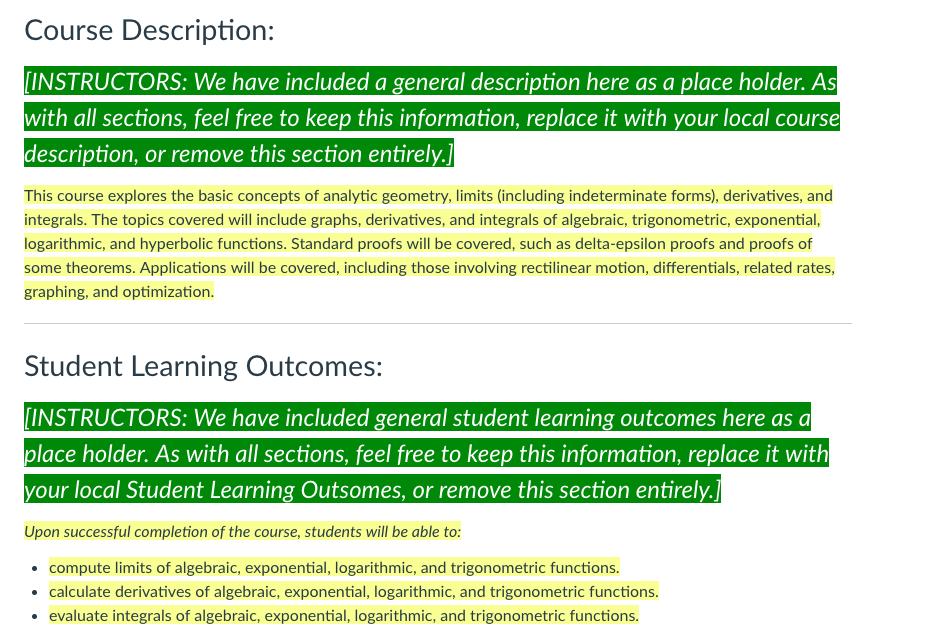 Course Description:
[INSTRUCTORS: We have included a general description here as a place holder. As
with all sections, feel free to keep this information, replace it with your local course
description, or remove this section entirely.]
This course explores the basic concepts of analytic geometry, limits (including indeterminate forms), derivatives, and
integrals. The topics covered will include graphs, derivatives, and integrals of algebraic, trigonometric, exponential,
logarithmic, and hyperbolic functions. Standard proofs will be covered, such as delta-epsilon proofs and proofs of
some theorems. Applications will be covered, including those involving rectilinear motion, differentials, related rates,
graphing, and optimization.
Student Learning Outcomes:
[INSTRUCTORS: We have included general student learning outcomes here as a
place holder. As with all sections, feel free to keep this information, replace it with
your local Student Learning Outsomes, or remove this section entirely.]
Upon successful completion of the course, students will be able to:
• compute limits of algebraic, exponential, logarithmic, and trigonometric functions.
• calculate derivatives of algebraic, exponential, logarithmic, and trigonometric functions.
• evaluate integrals of algebraic, exponential, logarithmic, and trigonometric functions.